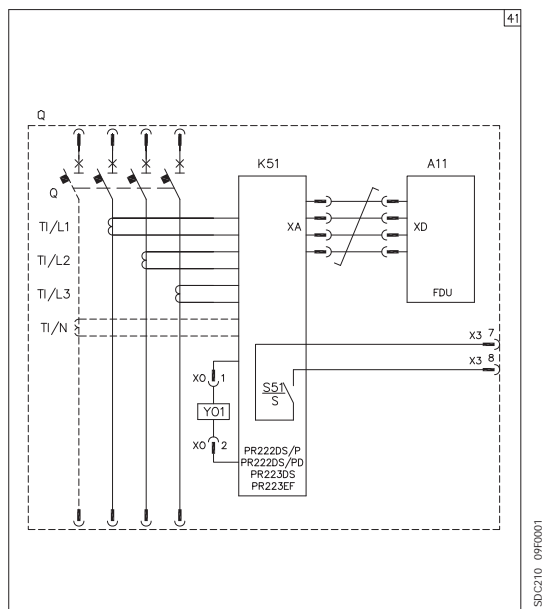 41
Q
K51
A11
Q
TI/L1
XA
XD
TI/L2
TI/L3
FDU
TI/N
X3 7
X3 8
X0 1
S51
S
Y01
X0 2
PR222DS/P
PR222DS/PD
PR223DS
PR223EF
SDC210 09F0001